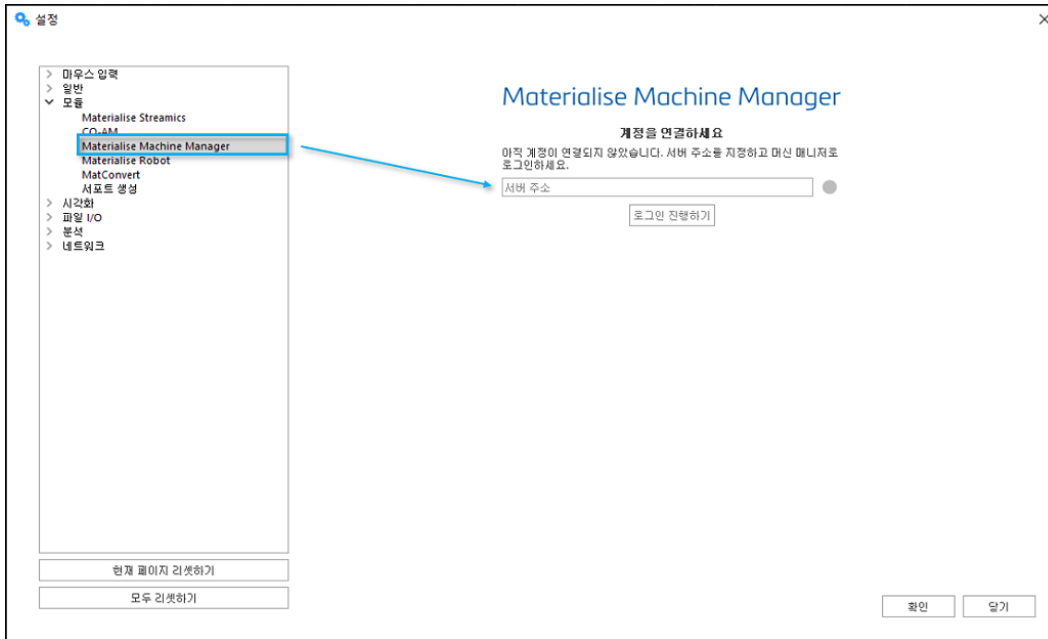 설정
마우스 입력
일반
모듈
Materialise Streamics
CO-AM
Materialise Machine Manager
Materialise Robot
MatConvert
서포트 생성
시각화
파일 I/O
분석
네트워크
현재 페이지 리셋하기
모두 리셋하기
Materialise Machine Manager
계정을 연결하세요
아직 계정이 연결되지 않았습니다. 서버 주소를 지정하고 머신 매니저로
로그인하세요.
서버 주소
로그인 진행하기
확인
닫기